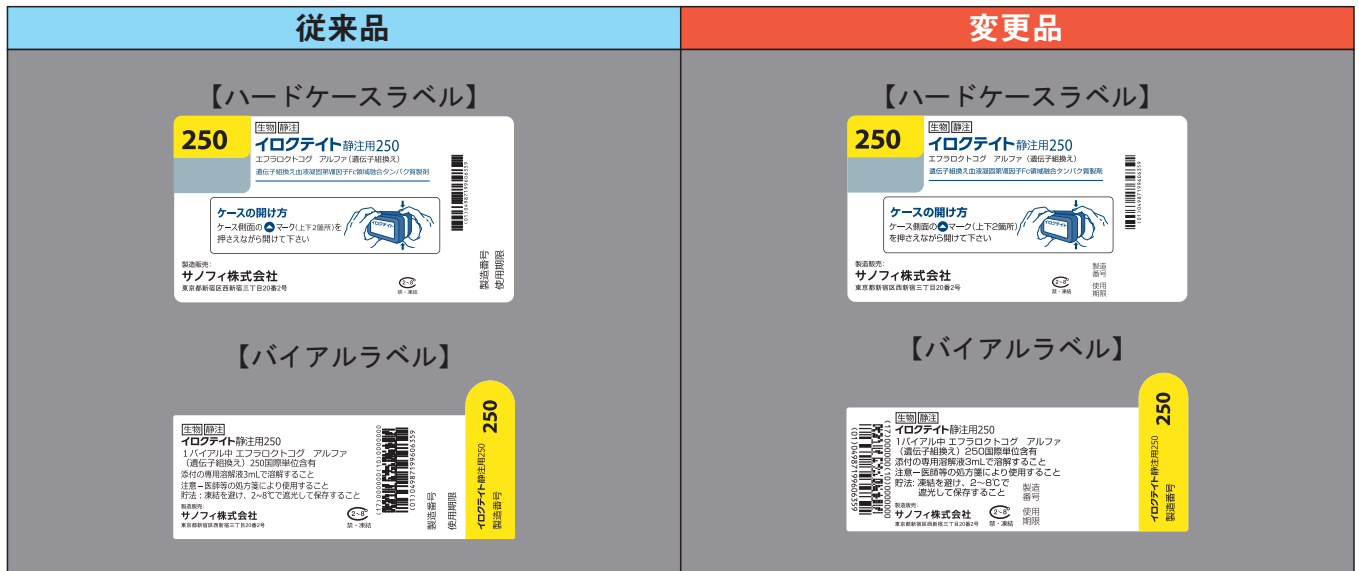 従来品
変更品
【ハードケースラベル】
250
生物 静注
イロクテイト静注用250
エフラロクトコグ アルファ(遺伝子組換え)
遺伝子組換え血液凝固第Ⅷ因子Fc領域融合タンパク質製剤
ケースの開け方
ケース側面の マーク(上下2箇所)を
押さえながら開けて下さい
イロクテイト
(01)04987199606359
製造販売:
サノフィ株式会社
東京都新宿区西新宿三丁目20番2号
2~8°
禁・凍結
製造番号
使用期限
【ハードケースラベル】
250
生物 静注
イロクテイト静注用250
エフラロクトコグ アルファ(遺伝子組換え)
遺伝子組換え血液凝固第Ⅷ因子Fc領域融合タンパク質製剤
ケースの開け方
ケース側面の マーク(上下2箇所)
を押さえながら開けて下さい
イロクテイト
(01)04987199606359
製造販売:
サノフィ株式会社
東京都新宿区西新宿三丁目20番2号
2~8°
禁・凍結
製造
番号
使用
期限
【バイアルラベル】
生物 静注
イロクテイト静注用250
1バイアル中 エフラロクトコグ アルファ
(遺伝子組換え)250国際単位含有
添付の専用溶解液3mLで溶解すること
注意-医師等の処方箋により使用すること
貯法:凍結を避け、2~8℃で遮光して保存すること
製造販売:
サノフィ株式会社
東京都新宿区西新宿三丁目20番2号
2~8°
禁・凍結
(17)000000(10)0000000
(01)04987199606359
製造番号
使用期限
250
イロクテイト静注用250
製造番号
【バイアルラベル】
(01)04987199606359
(17)000000(10)0000000
生物 静注
イロクテイト静注用250
1バイアル中 エフラロクトコグ アルファ
(遺伝子組換え)250国際単位含有
添付の専用溶解液3mLで溶解すること
注意-医師等の処方箋により使用すること
貯法:凍結を避け、2~8℃で
遮光して保存すること
製造販売:
サノフィ株式会社
東京都新宿区西新宿三丁目20番2号
2~8°
禁・凍結
製造
番号
使用
期限
250
イロクテイト静注用250
製造番号